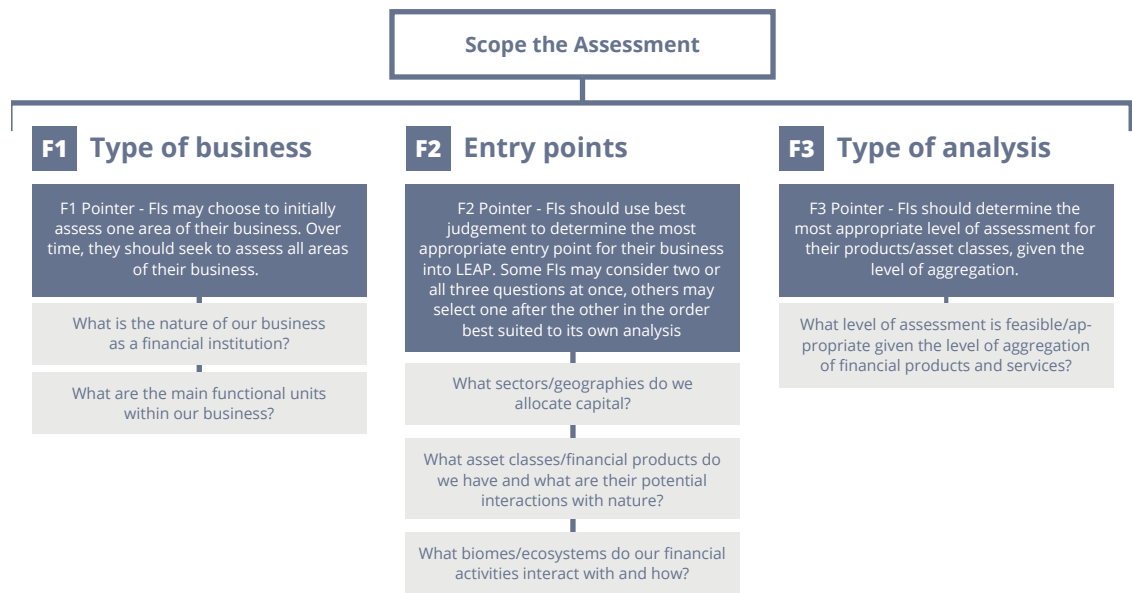 Scope the Assessment
F1 Type of business
F1 Pointer - FIs may choose to initially
assess one area of their business. Over
time, they should seek to assess all areas
of their business.
What is the nature of our business
as a financial institution?
What are the main functional units
within our business?
F2 Entry points
F2 Pointer - FIs should use best
judgement to determine the most
appropriate entry point for their business
into LEAP. Some FIs may consider two or
all three questions at once, others may
select one after the other in the order
best suited to its own analysis
What sectors/geographies do we
allocate capital?
What asset classes/financial products do
we have and what are their potential
interactions with nature?
What biomes/ecosystems do our financial
activities interact with and how?
F3 Type of analysis
F3 Pointer - FIs should determine the
most appropriate level of assessment for
their products/asset classes, given the
level of aggregation.
What level of assessment is feasible/ap-
propriate given the level of aggregation
of financial products and services?